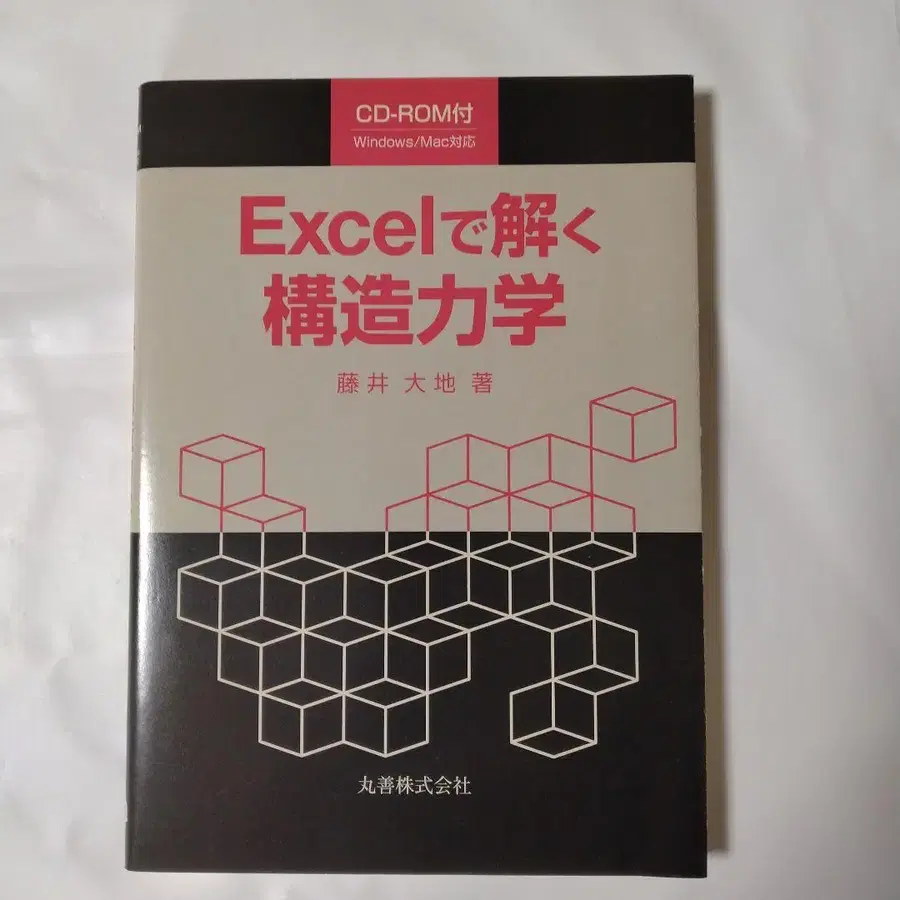 CD-ROM付
Windows/Mac対応
Excelで解く
構造力学
藤井 大地 著
丸善株式会社